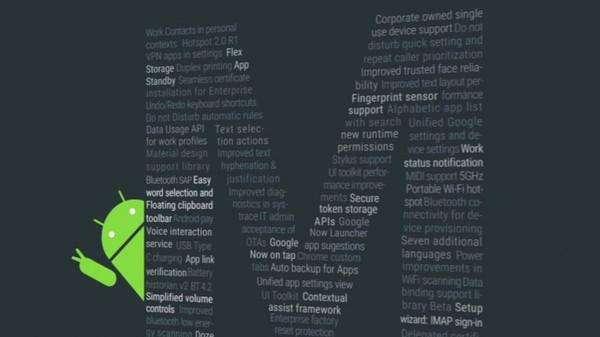 Work Contacts in personal
contexts Hotspot 2.0 R1
VPN apps in settings Flex
Storage Duplex printing App
Standby Seamless certificate
installation for Enterprise
Undo/Redo keyboard shortcuts
Do not Disturb automatic rules
Data Usage API
for work profiles
Material design
support library
Bluetooth SAP Easy
word selection and
Floating clipboard
toolbar Android pay
Voice interaction
service USB Type
C charging App link
verification Battery
historian v2 BT 4.2
Simplified volume
controls Improved
bluetooth low ener-
gy scanning Doze
Text selec-
tion actions
Improved text
hyphenation &
justification
Improved diag-
nostics in sys-
trace IT admin
acceptance of
OTAs Google
Now on tap Chrome custom
tabs Auto backup for Apps
Unified app settings view
UI Toolkit Contextual
assist framework
Enterprise factory
reset protection
Corporate owned single
use device support Do not
disturb quick setting and
repeat caller prioritization
Improved trusted face relia-
bility Improved text layout per-
Fingerprint sensor formance
support Alphabetic app list
with search Unified Google
new runtime settings and de-
permissions vice settings Work
Stylus support status notification
UI toolkit perfor- MIDI support 5GHz
mance improve- Portable Wi-Fi hot-
ments Secure spot Bluetooth co-
token storage nnectivity for de-
APIs Google vice provisioning
Now Launcher Seven additional
app sugestions languages Power
improvements in
WiFi scanning Data
binding support li-
brary Beta Setup
wizard: IMAP sign-in
Delegated certifi